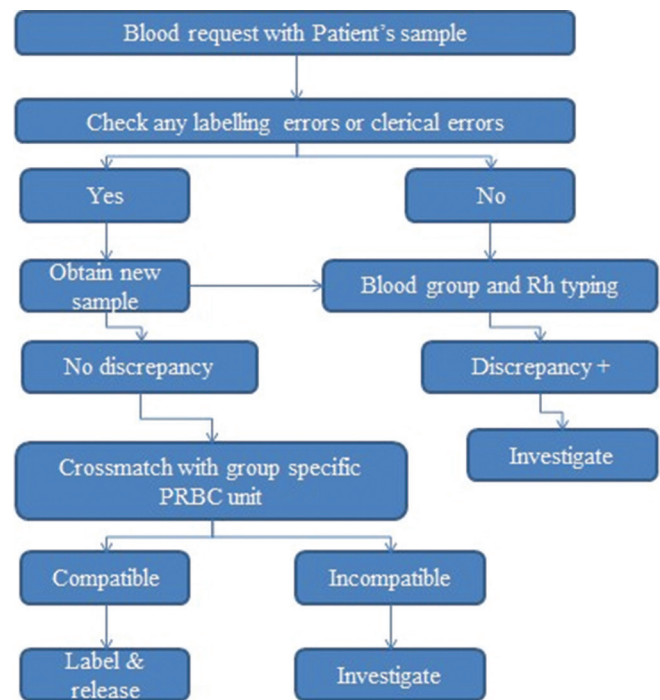 Blood request with Patient's sample
Check any labelling errors or clerical errors
Yes
No
Obtain new
sample
Blood group and Rh typing
No discrepancy
Discrepancy +
Investigate
Crossmatch with group specific
PRBC unit
Compatible
Incompatible
Label &
release
Investigate